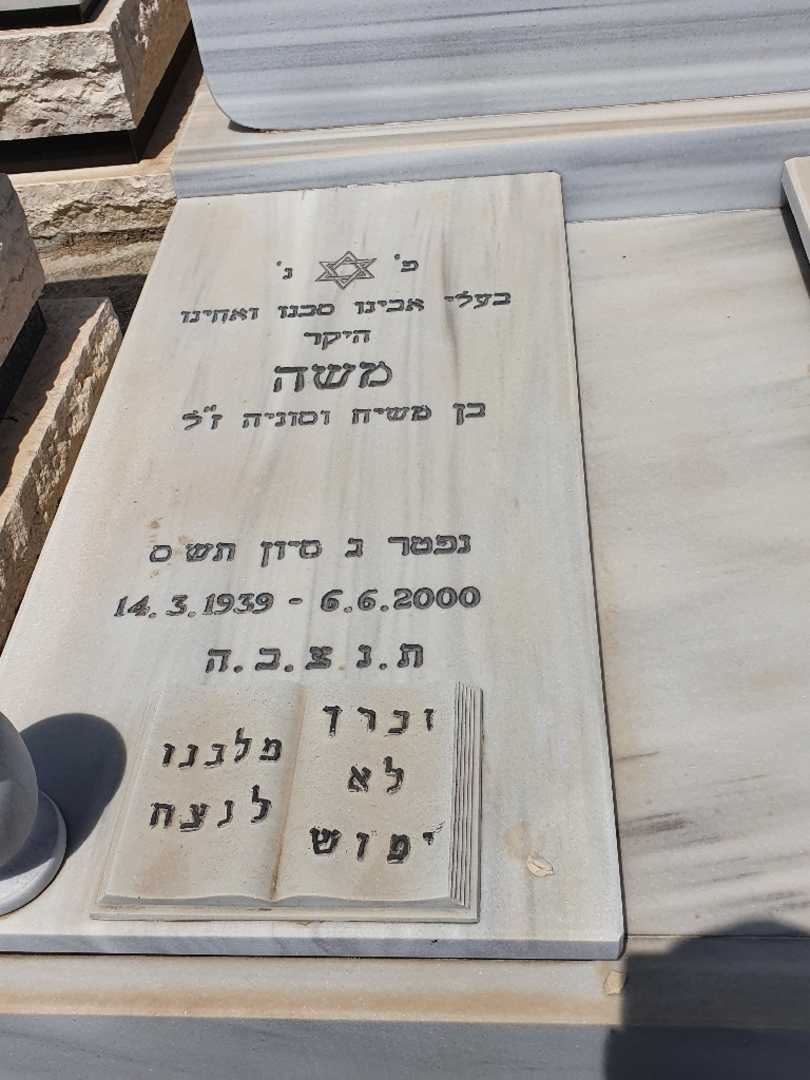 פ' נ'
בעלי אבינו סבנו ואחינו
היקר
משה
בן משיח וסוניה ז"ל
נפטר ג סיון תשס
14.3.1939 - 6.6.2000
ת.נ.צ.ב.ה
זכרך
לא
ימוש
מלבנו
לנצח